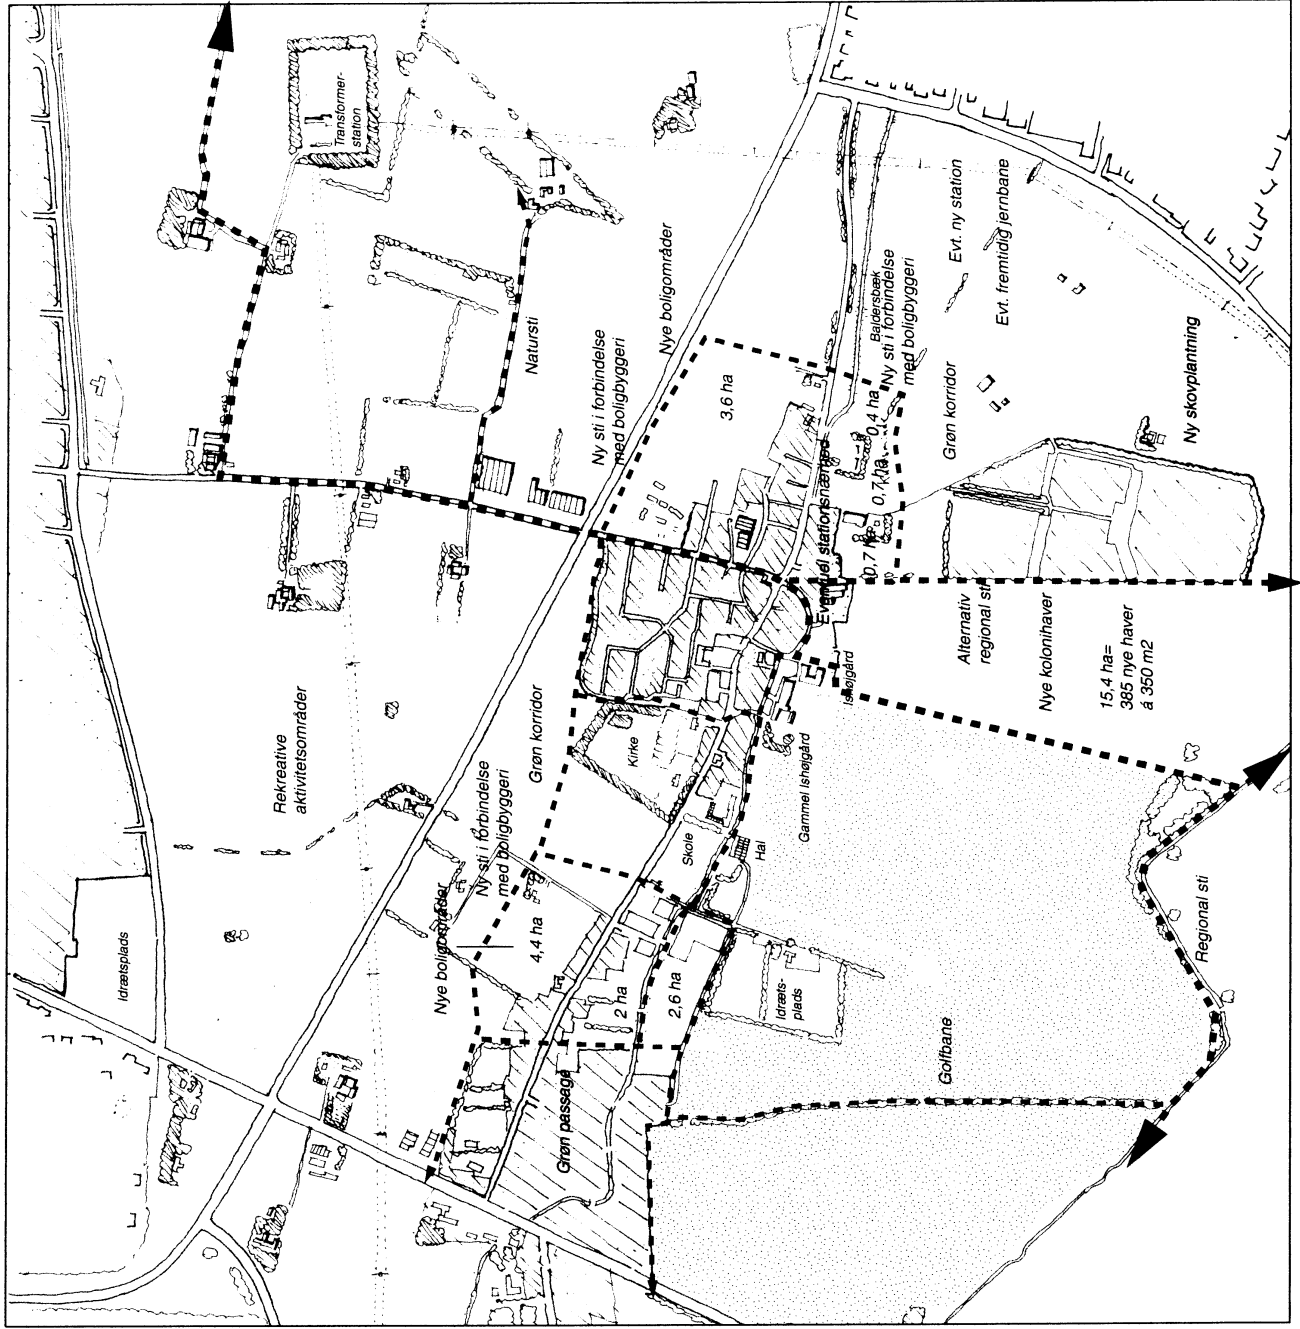 Transformer-
station
Natursti
Ny sti i forbindelse
med boligbyggeri
Nye boligområder
3,6 ha
Baldersbæk
Ny sti i forbindelse
med boligbyggeri
Evt. ny station
Evt. fremtidig jernbane
Grøn korridor
Ny skovplantning
0,4 ha
0,7 ha
0,7 ha
Eventuel stationsnærhed
Rekreative
aktivitetsområder
Grøn korridor
Kirke
Ishøjgård
Gammel Ishøjgård
Alternativ
regional sti
Nye kolonihaver
15,4 ha=
385 nye haver
á 350 m2
Idrætsplads
Nye boligområder
Ny sti i forbindelse
med boligbyggeri
4,4 ha
Skole
Hal
2 ha
2,6 ha
Idræts-
plads
Regional sti
Grøn passage
Golfbane